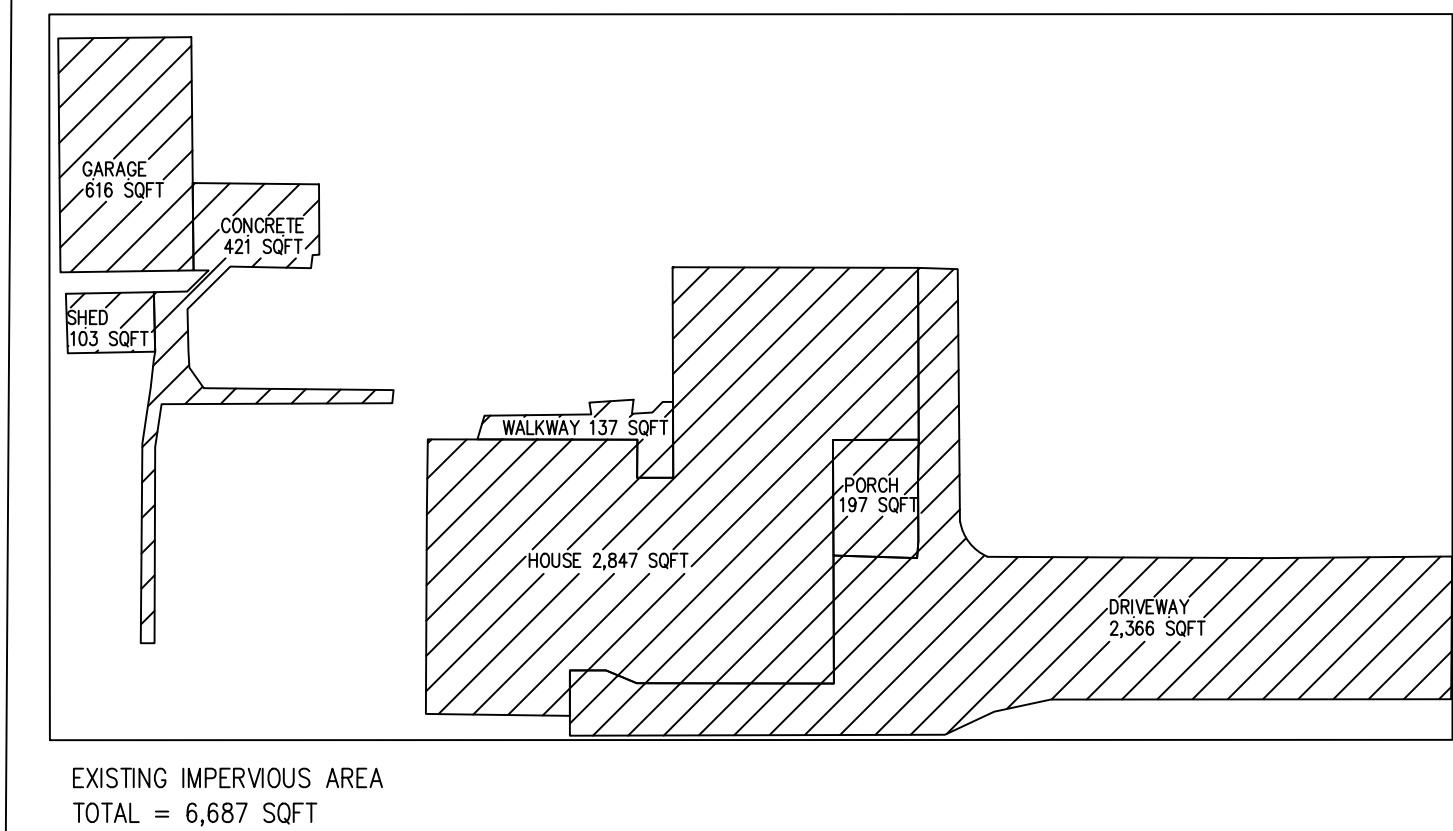 GARAGE
616 SQFT
CONCRETE
421 SQFT
SHED
103 SQFT
WALKWAY 137 SQFT
PORCH
197 SQFT
HOUSE 2,847 SQFT
DRIVEWAY
2,366 SQFT
EXISTING IMPERVIOUS AREA
TOTAL = 6,687 SQFT